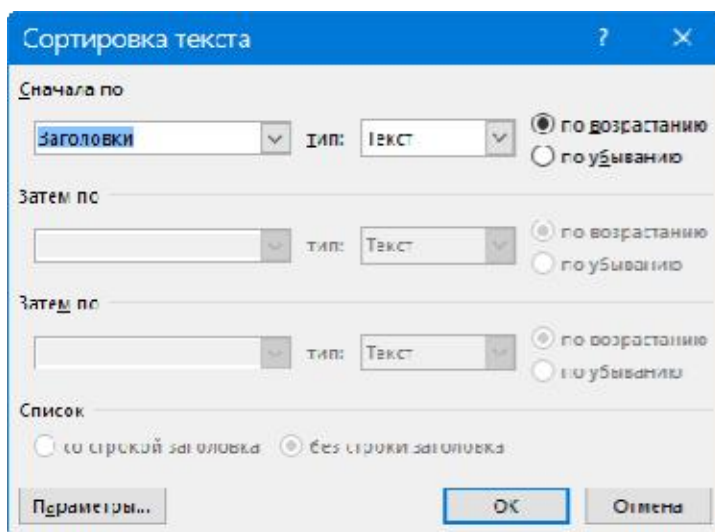 Сортировка текста ?
Сначала по
Заголовки тип: Текст по возрастанию
по убыванию
Затем по
тип: Текст по возрастанию
по убыванию
Затем по
тип: Текст по возрастанию
по убыванию
Список
со строкой заголовка без строки заголовка
Параметры... ОК Отмена